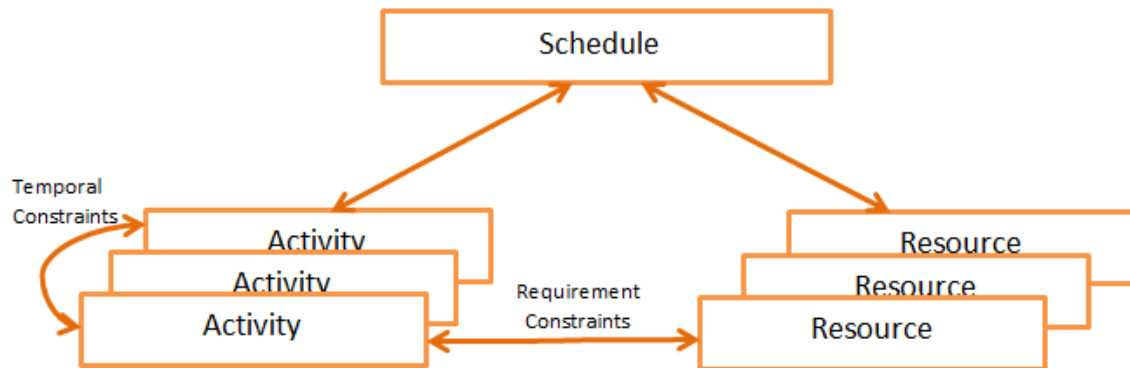 Schedule
Temporal
Constraints
Activity
Resource
Activity
Resource
Requirement
Constraints
Activity
Resource